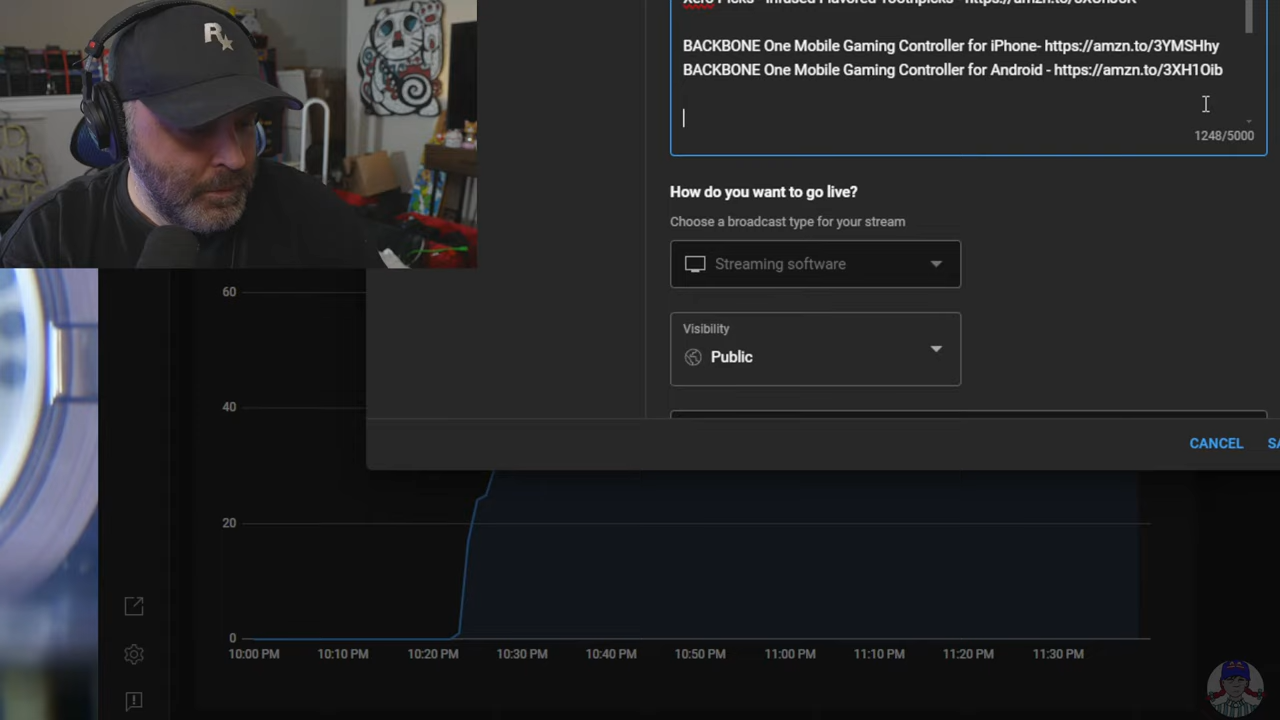 BACKBONE One Mobile Gaming Controller for iPhone- https://amzn.to/3YMSHhy
BACKBONE One Mobile Gaming Controller for Android - https://amzn.to/3XH1Oib
1248/5000
How do you want to go live?
Choose a broadcast type for your stream
Streaming software
Visibility
Public
CANCEL
R
60
40
20
0
10:00 PM 10:10 PM 10:20 PM 10:30 PM 10:40 PM 10:50 PM 11:00 PM 11:10 PM 11:20 PM 11:30 PM